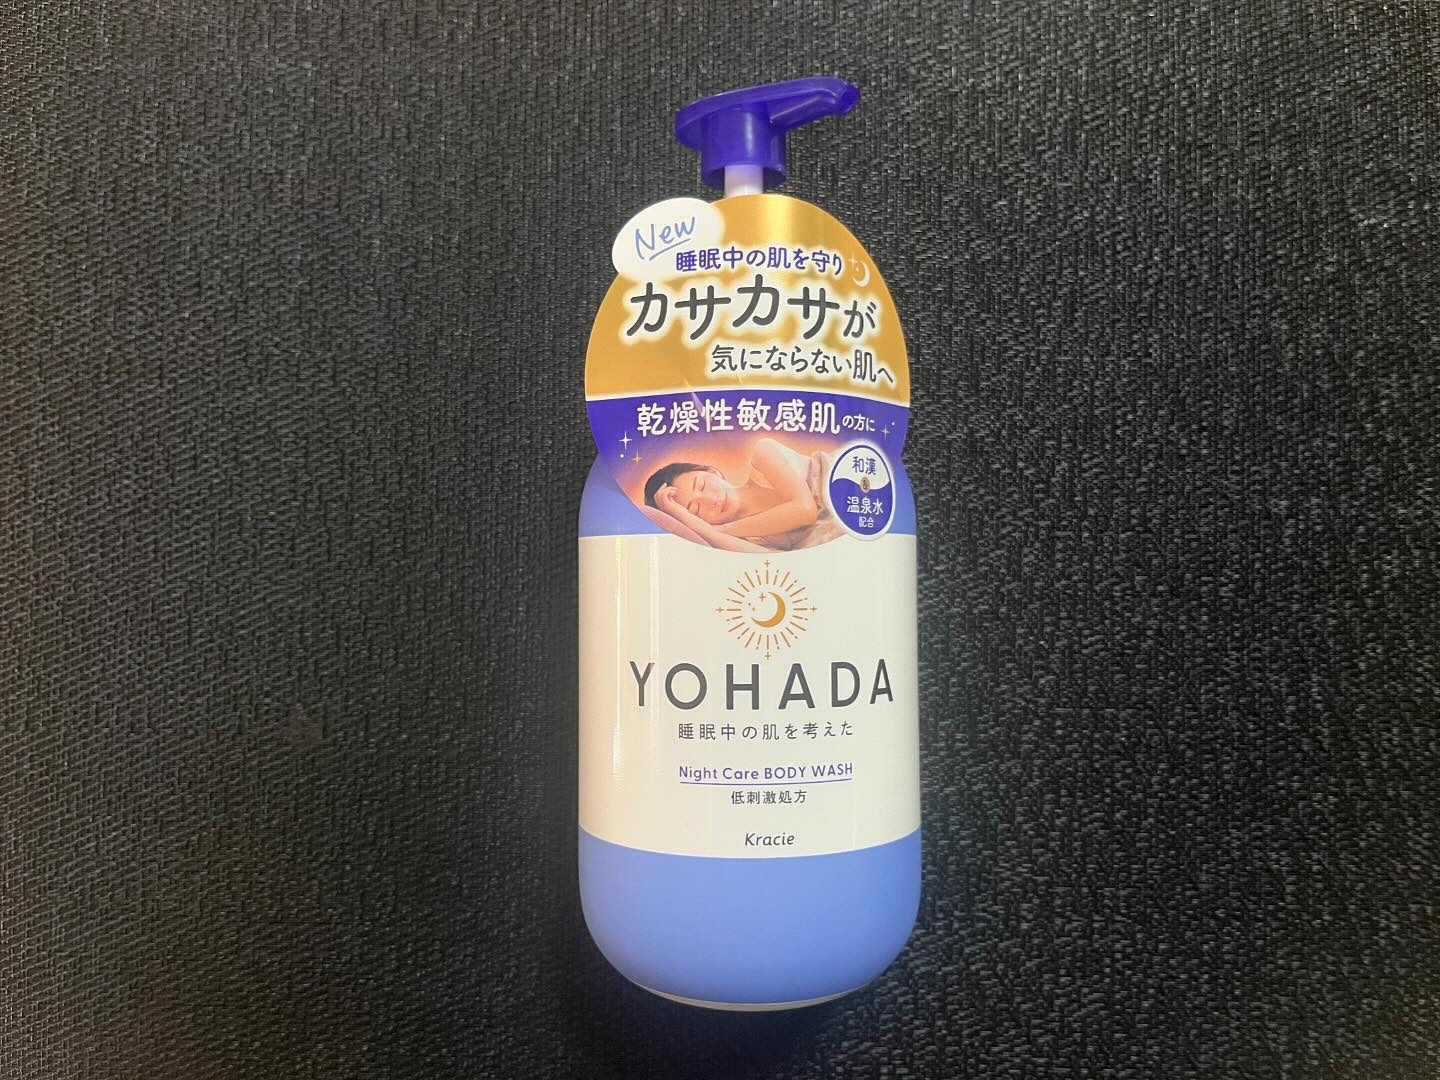 New
睡眠中の肌を守り
カサカサが
気にならない肌へ
乾燥性敏感肌の方に
和漢
&
温泉水
配合
YOHADA
睡眠中の肌を考えた
Night Care BODY WASH
低刺激処方
Kracie